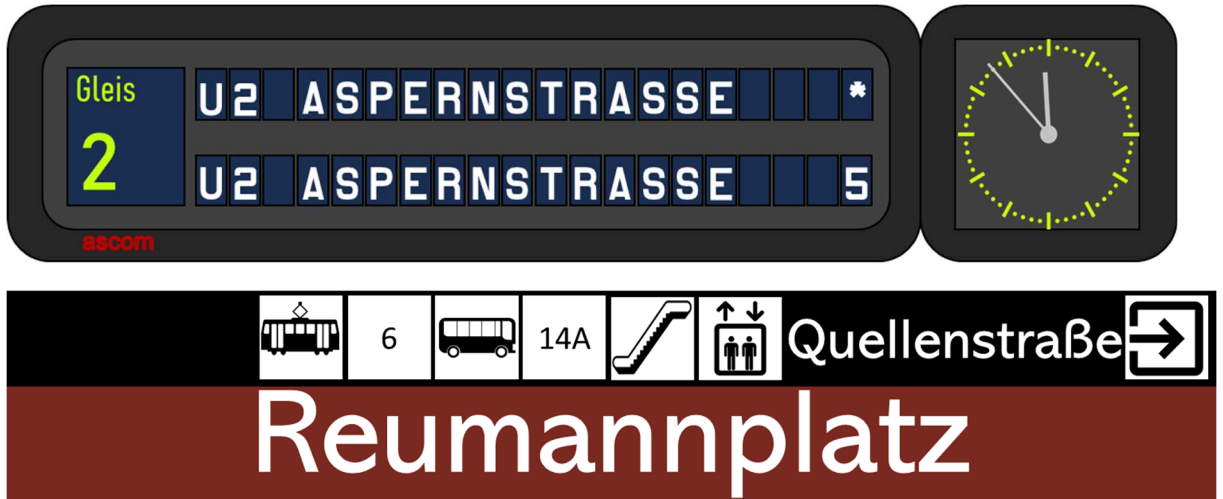 Gleis
2
U2 ASPERNSTRASSE *
U2 ASPERNSTRASSE 5
ascom
6 14A Quellenstraße
Reumannplatz